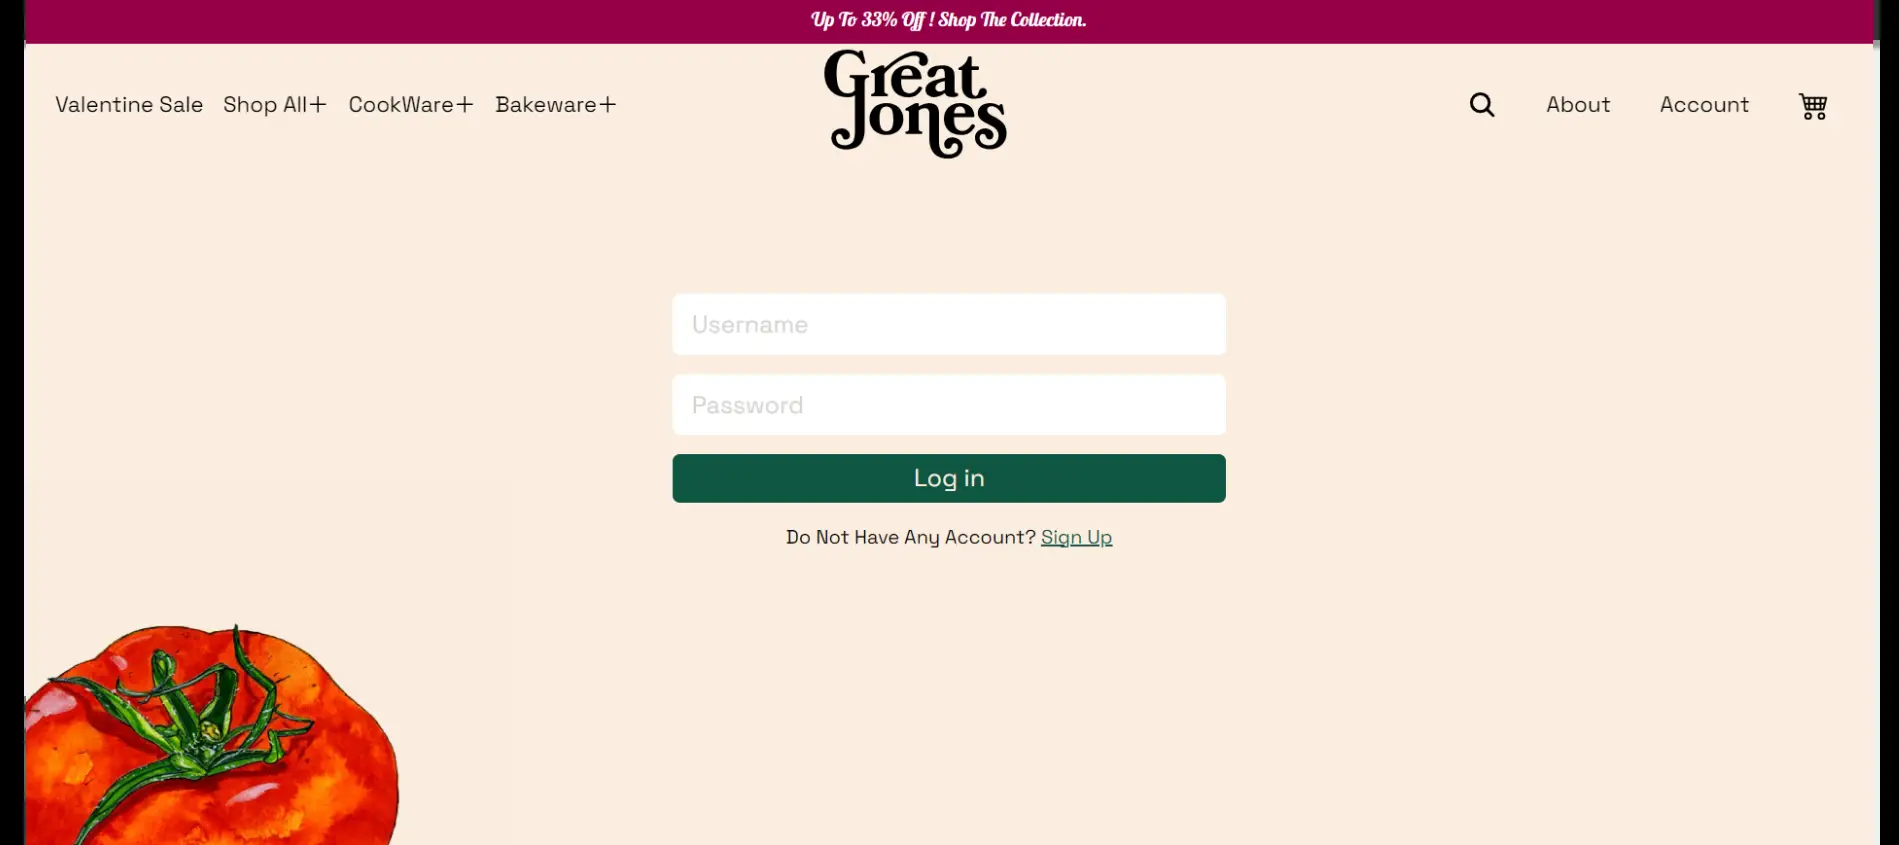 Up To 33% Off ! Shop The Collection.
Valentine Sale Shop All+ CookWare+ Bakeware+
Great
Jones
About Account
Username
Password
Log in
Do Not Have Any Account? Sign Up